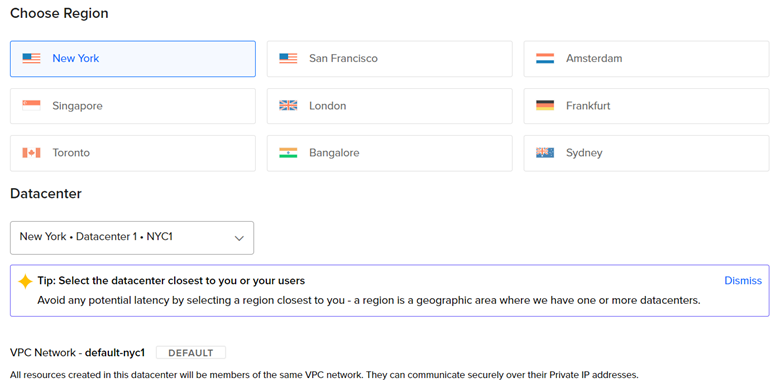 Choose Region
New York
San Francisco
Amsterdam
Singapore
London
Frankfurt
Toronto
Bangalore
Sydney
Datacenter
New York • Datacenter 1 • NYC1
Tip: Select the datacenter closest to you or your users
Dismiss
Avoid any potential latency by selecting a region closest to you - a region is a geographic area where we have one or more datacenters.
VPC Network - default-nyc1 DEFAULT
All resources created in this datacenter will be members of the same VPC network. They can communicate securely over their Private IP addresses.